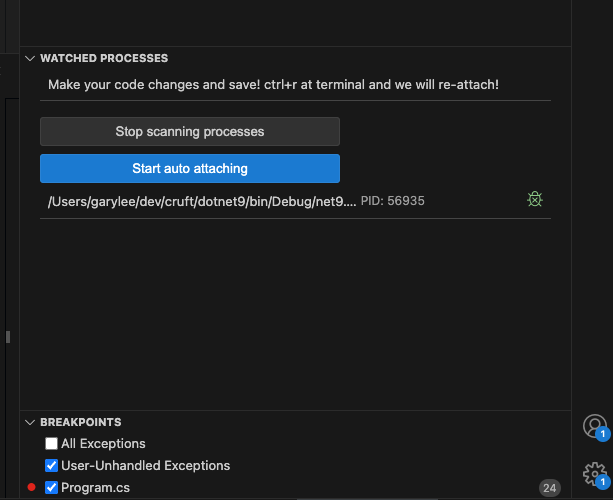 WATCHED PROCESSES
Make your code changes and save! ctrl+r at terminal and we will re-attach!
Stop scanning processes
Start auto attaching
/Users/garylee/dev/cruft/dotnet9/bin/Debug/net9.... PID: 56935
BREAKPOINTS
All Exceptions
1
User-Unhandled Exceptions
Program.cs 24
1